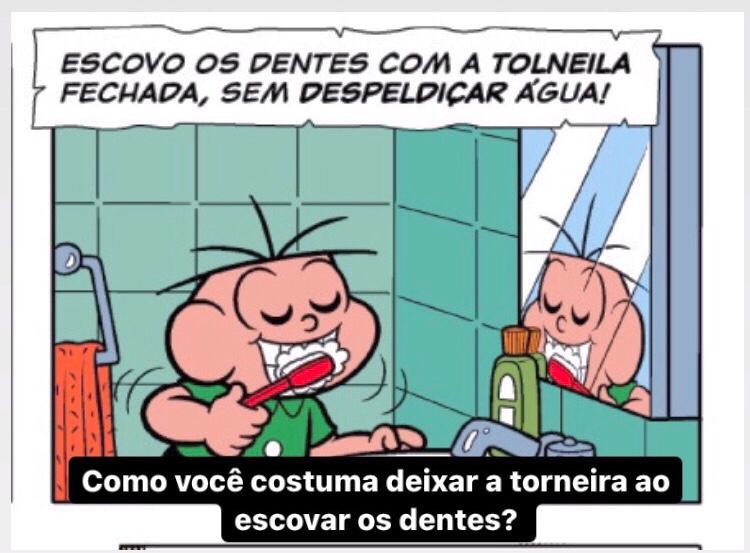 ESCOVO OS DENTES COM A TOLNEILA
FECHADA, SEM DESPELDIÇAR ÁGUA!
Como você costuma deixar a torneira ao
escovar os dentes?